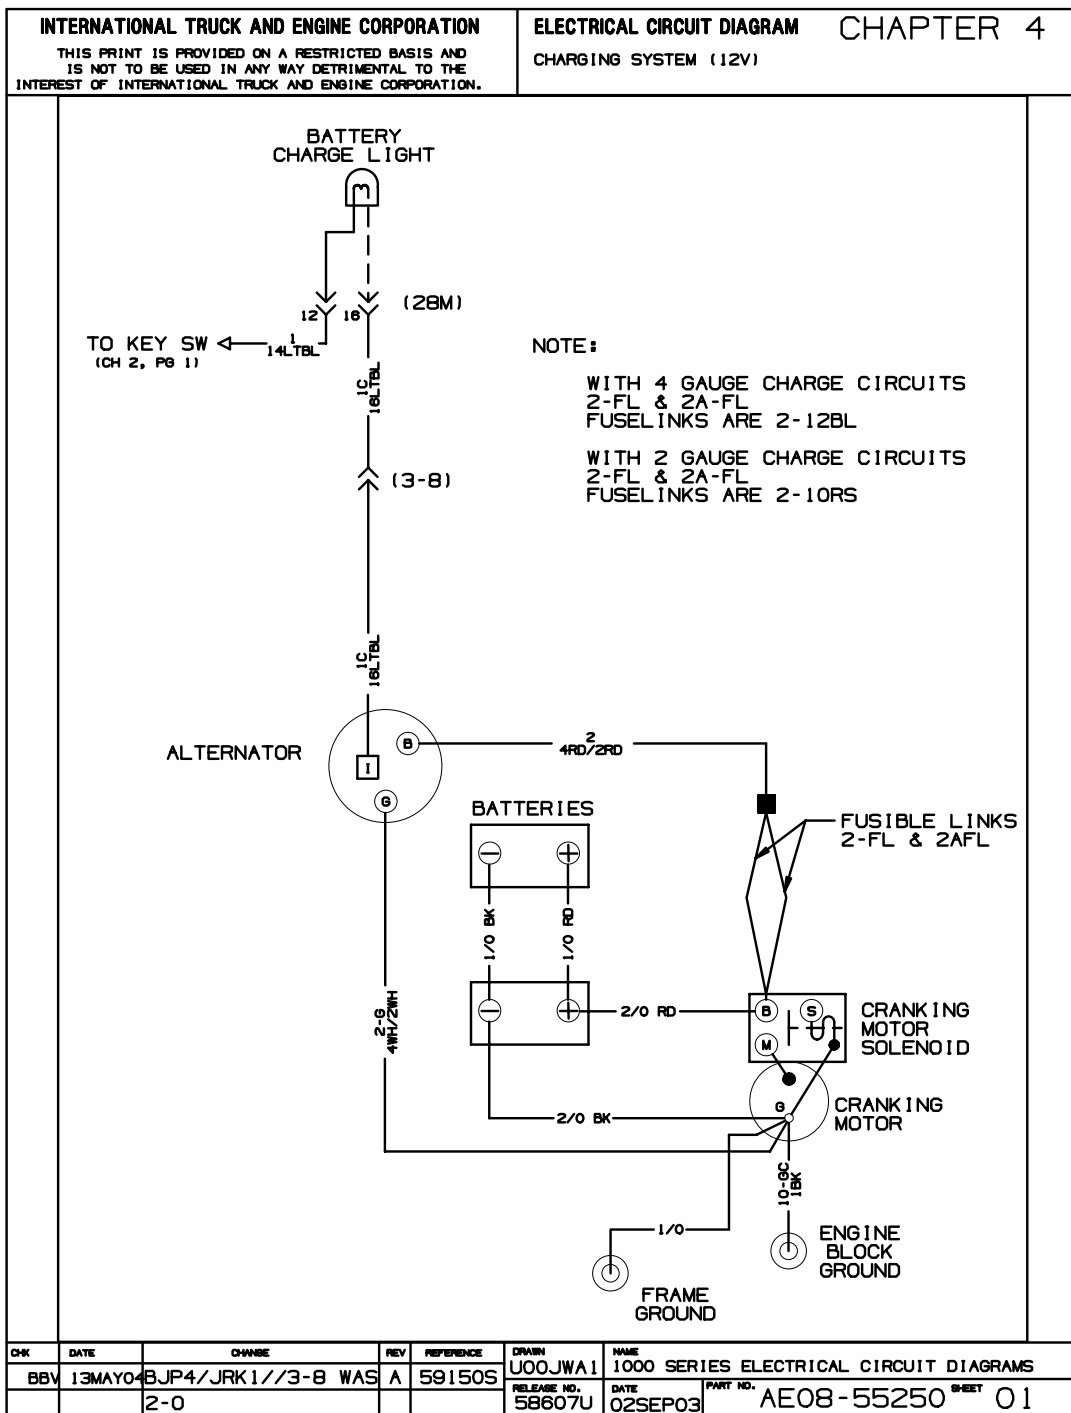 INTERNATIONAL TRUCK AND ENGINE CORPORATION
THIS PRINT IS PROVIDED ON A RESTRICTED BASIS AND
IS NOT TO BE USED IN ANY WAY DETRIMENTAL TO THE
INTEREST OF INTERNATIONAL TRUCK AND ENGINE CORPORATION.
ELECTRICAL CIRCUIT DIAGRAM CHAPTER 4
CHARGING SYSTEM (12V)
BATTERY
CHARGE LIGHT
12 16 (28M)
TO KEY SW
(CH 2, PG 1)
1
14LTBL
1C
16LTBL
NOTE:
WITH 4 GAUGE CHARGE CIRCUITS
2-FL & 2A-FL
FUSELINKS ARE 2-12BL
WITH 2 GAUGE CHARGE CIRCUITS
2-FL & 2A-FL
FUSELINKS ARE 2-10RS
(3-8)
1C
16LTBL
ALTERNATOR
B
I
G
2
4RD/2RD
BATTERIES
FUSIBLE LINKS
2-FL & 2AFL
− +
1/0 BK
1/0 RD
− +
2/0 RD
B S
M
CRANKING
MOTOR
SOLENOID
2-G
4WH/2WH
G
CRANKING
MOTOR
2/0 BK
10-GC
1BK
1/0
ENGINE
BLOCK
GROUND
FRAME
GROUND
CHK DATE CHANGE REV REFERENCE DRAWN NAME
BBV 13MAY04 BJP4/JRK1//3-8 WAS A 59150S U00JWA1 1000 SERIES ELECTRICAL CIRCUIT DIAGRAMS
2-0 RELEASE NO. 58607U DATE 02SEP03 PART NO. AE08-55250 SHEET 01